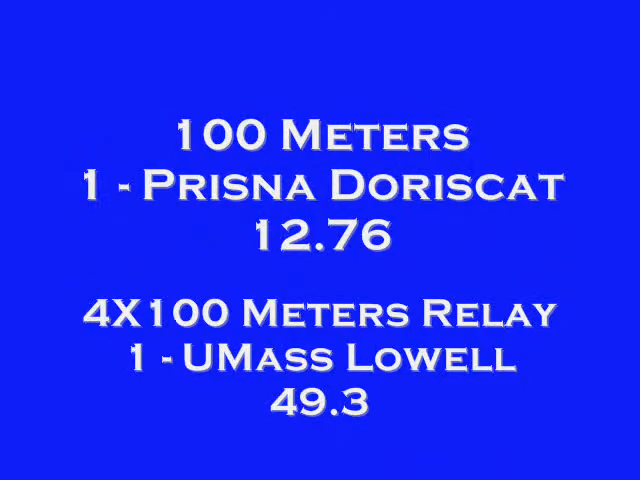 100 Meters
1 - Prisna Doriscat
12.76
4x100 Meters Relay
1 - UMass Lowell
49.3